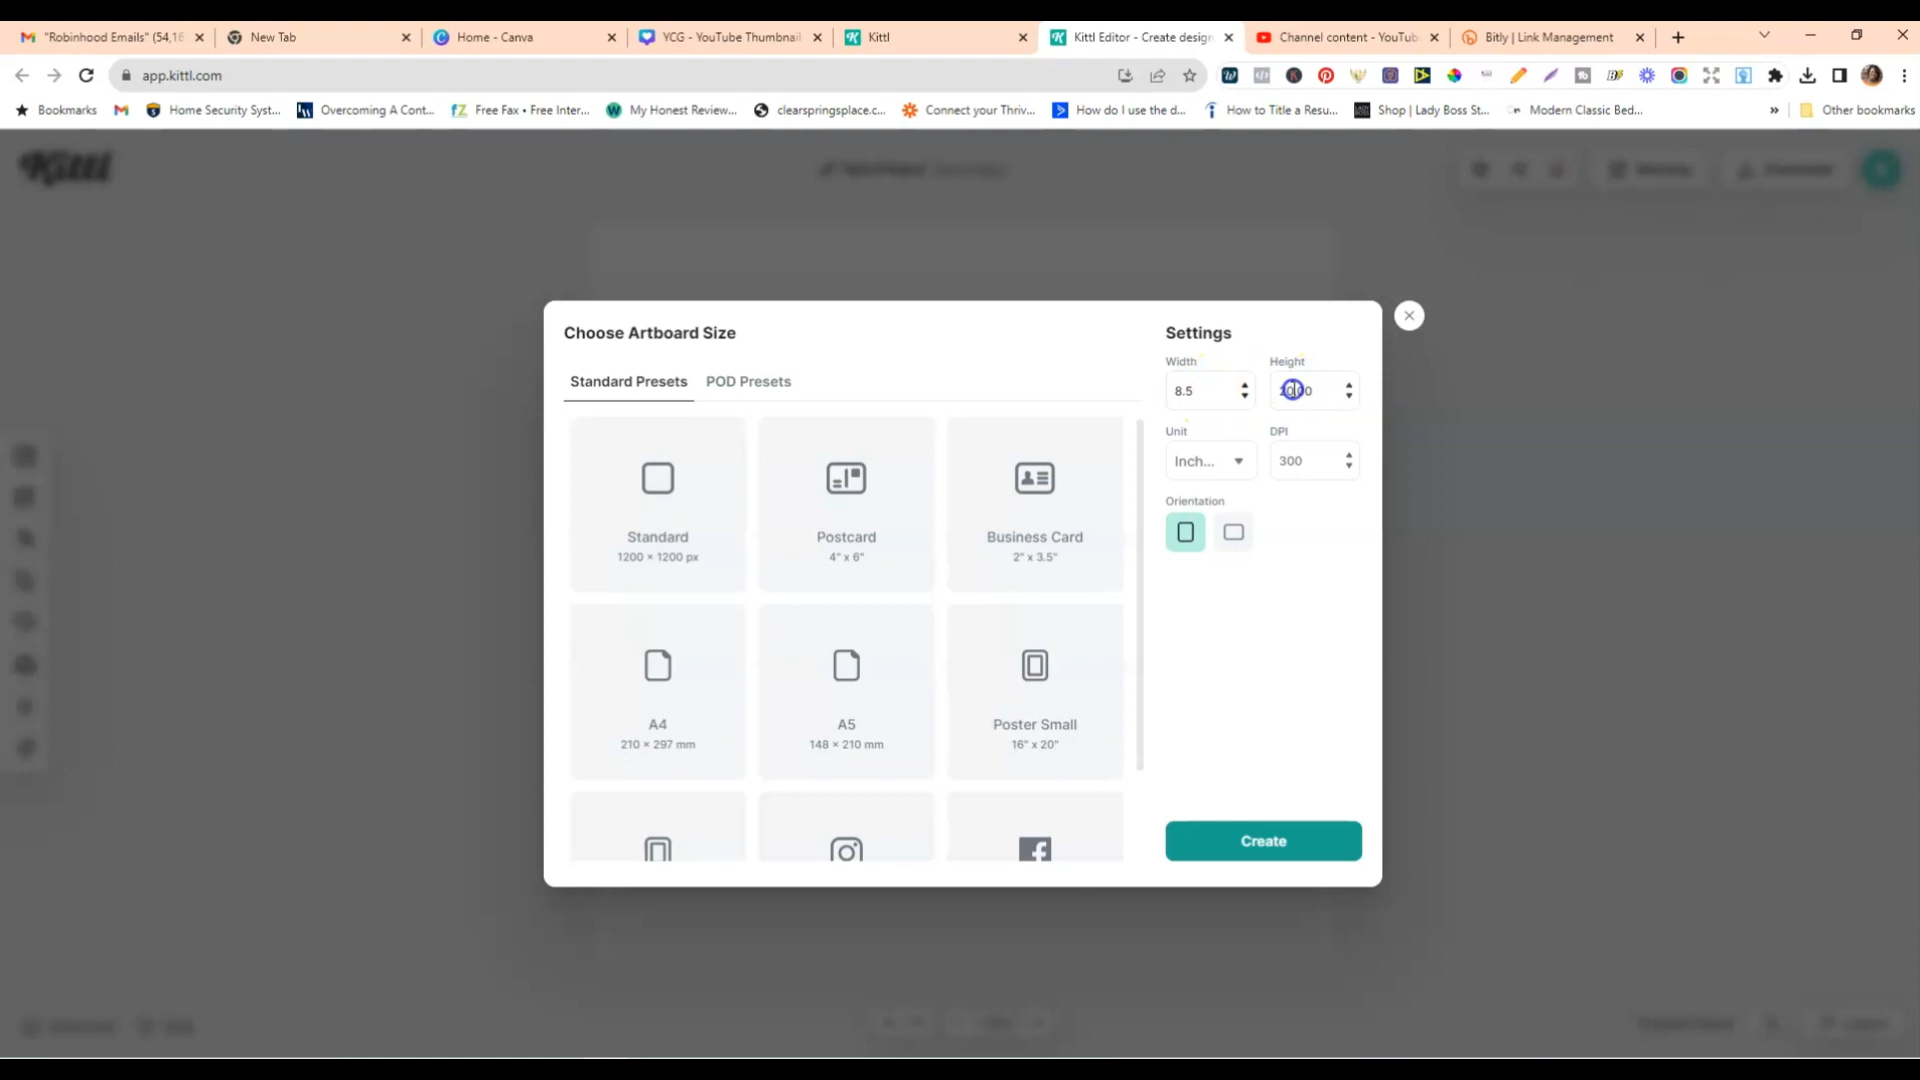 "Robinhood Emails" (54,16
New Tab
Home - Canva
YCG - YouTube Thumbnail
Kittl
Kittl Editor - Create design
Channel content - YouTub
Bitly | Link Management
app.kittl.com
Bookmarks
Home Security Syst...
Overcoming A Cont...
Free Fax • Free Inter...
My Honest Review...
clearspringsplace.c...
Connect your Thriv...
How do I use the d...
How to Title a Resu...
Shop | Lady Boss St...
Modern Classic Bed...
»
Other bookmarks
Kittl
Choose Artboard Size
Standard Presets
POD Presets
Standard
1200 × 1200 px
Postcard
4" x 6"
Business Card
2" x 3.5"
A4
210 × 297 mm
A5
148 × 210 mm
Poster Small
16" x 20"
Settings
Width
Height
8.5
Unit
DPI
Inch...
300
Orientation
Create